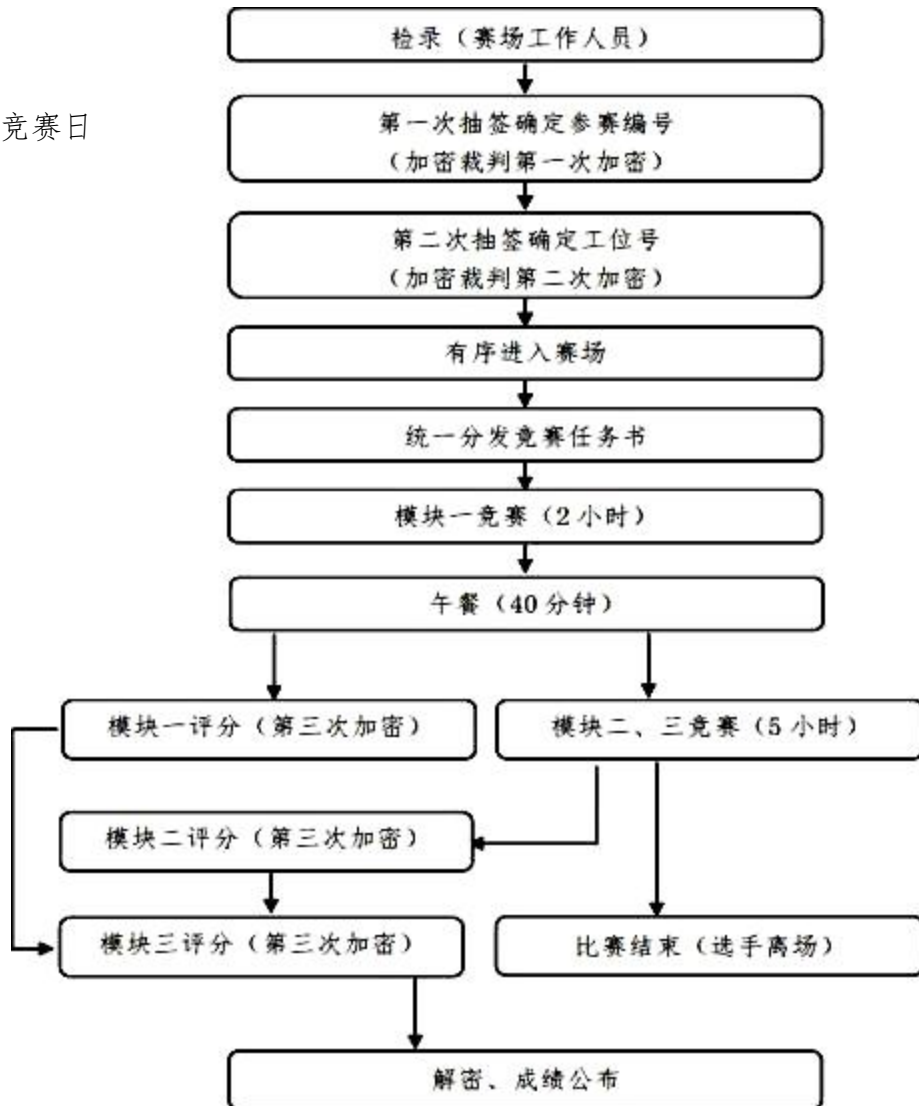 检录（赛场工作人员）
竞赛日
第一次抽签确定参赛编号
（加密裁判第一次加密）
第二次抽签确定工位号
（加密裁判第二次加密）
有序进入赛场
统一分发竞赛任务书
模块一竞赛（2 小时）
午餐（40 分钟）
模块一评分（第三次加密）
模块二、三竞赛（5 小时）
模块二评分（第三次加密）
模块三评分（第三次加密）
比赛结束（选手离场）
解密、成绩公布